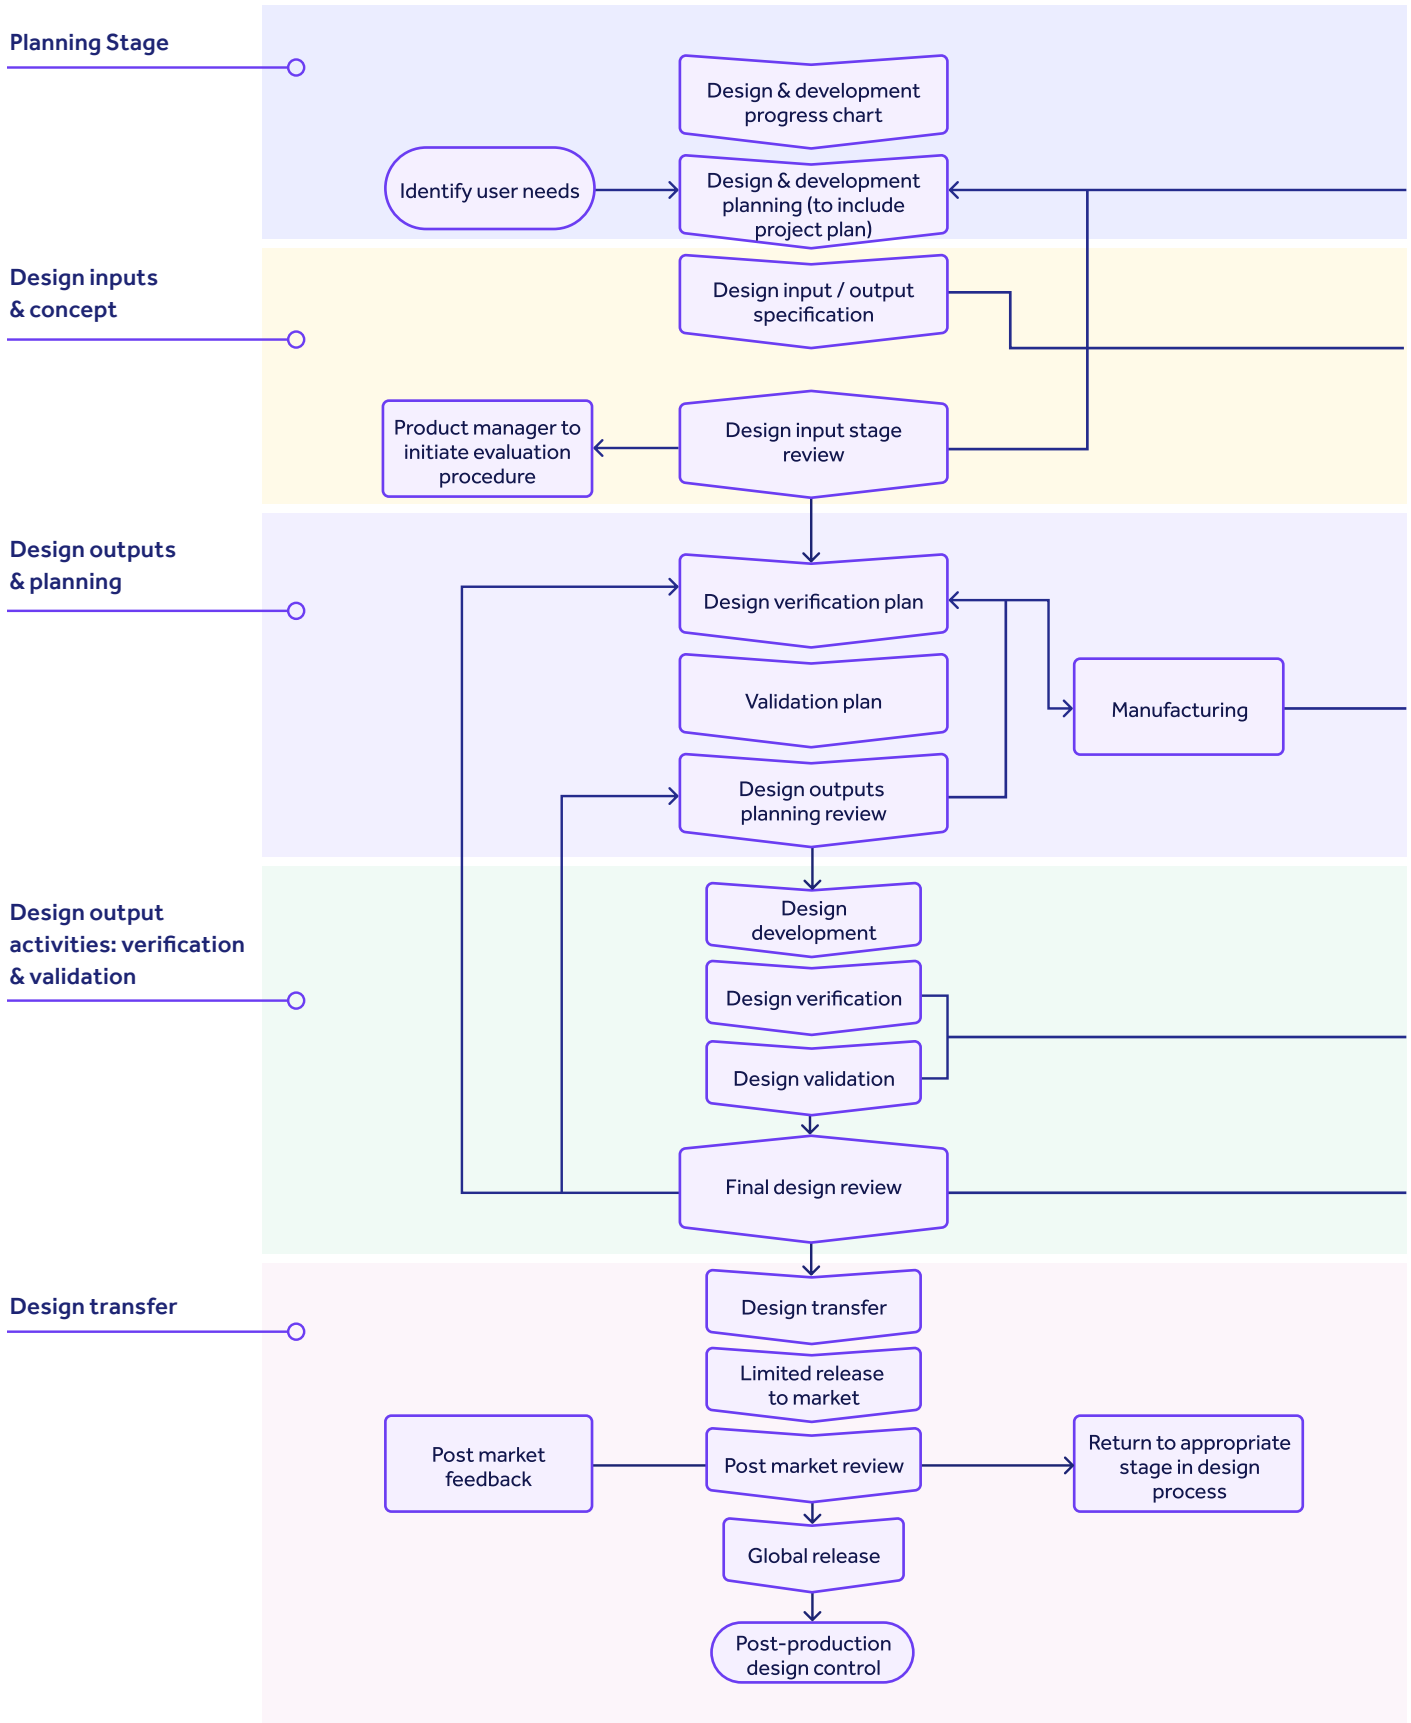 Planning Stage
Design & development
progress chart
Identify user needs
Design & development
planning (to include
project plan)
Design inputs
& concept
Design input / output
specification
Product manager to
initiate evaluation
procedure
Design input stage
review
Design outputs
& planning
Design verification plan
Validation plan
Manufacturing
Design outputs
planning review
Design output
activities: verification
& validation
Design
development
Design verification
Design validation
Final design review
Design transfer
Design transfer
Limited release
to market
Post market
feedback
Post market review
Return to appropriate
stage in design
process
Global release
Post-production
design control